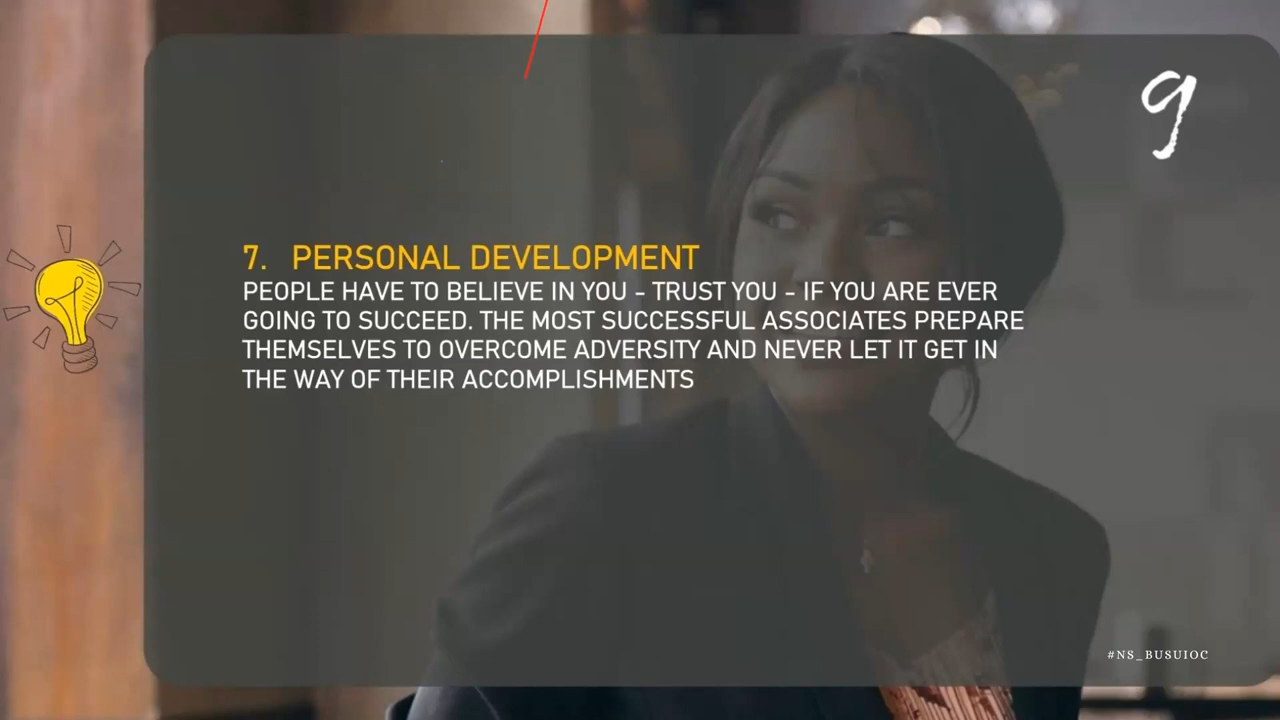 9
7. PERSONAL DEVELOPMENT
PEOPLE HAVE TO BELIEVE IN YOU - TRUST YOU - IF YOU ARE EVER
GOING TO SUCCEED. THE MOST SUCCESSFUL ASSOCIATES PREPARE
THEMSELVES TO OVERCOME ADVERSITY AND NEVER LET IT GET IN
THE WAY OF THEIR ACCOMPLISHMENTS
#NS_BUSUIOC